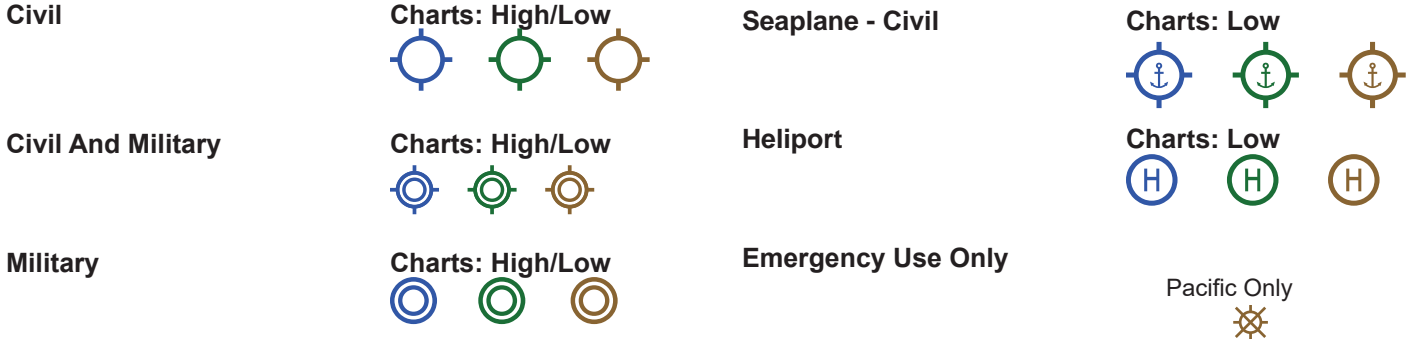 Civil
Charts: High/Low
Civil And Military
Charts: High/Low
Military
Charts: High/Low
Seaplane - Civil
Charts: Low
Heliport
Charts: Low
H H H
Emergency Use Only
Pacific Only